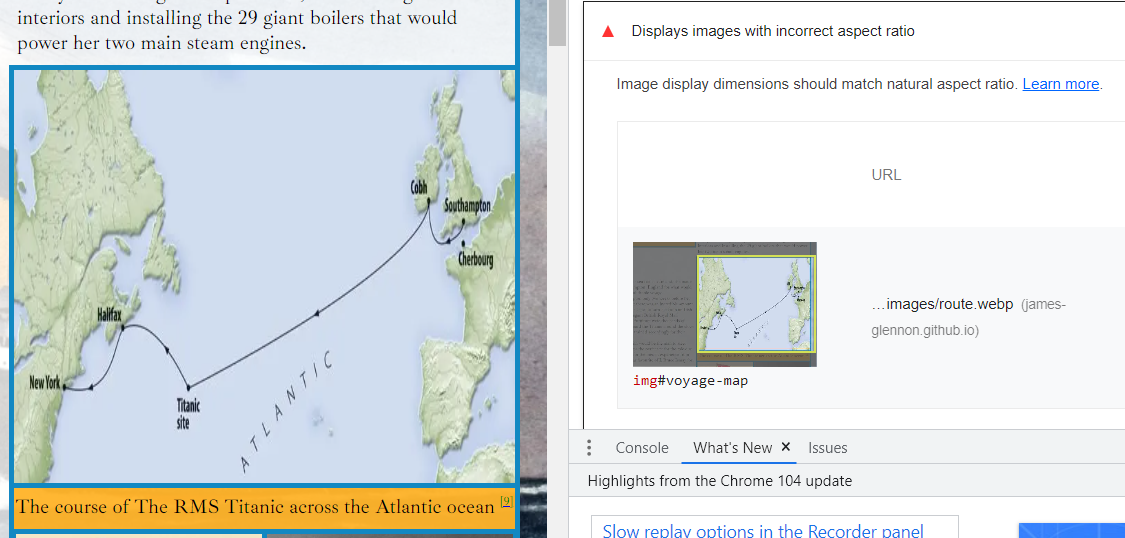 interiors and installing the 29 giant boilers that would
power her two main steam engines.
Cobh
Southampton
Cherbourg
Halifax
New York
Titanic
site
ATLANTIC
The course of The RMS Titanic across the Atlantic ocean [9]
Displays images with incorrect aspect ratio
Image display dimensions should match natural aspect ratio. Learn more.
URL
…images/route.webp (james-
glennon.github.io)
img#voyage-map
Console What's New × Issues
Highlights from the Chrome 104 update
Slow replay options in the Recorder panel